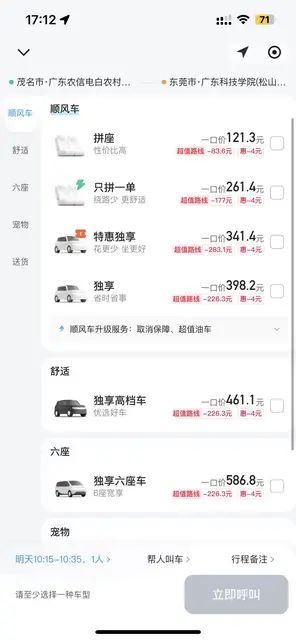 17:12
71
茂名市·广东农信电白农村...
东莞市·广东科技学院(松山...
顺风车
舒适
六座
宠物
送货
顺风车
拼座
一口价121.3元
性价比高
超值路线 -83.6元 惠-4元
只拼一单
一口价261.4元
绕路少 更舒适
超值路线 -177元 惠-4元
特惠独享
一口价341.4元
花更少 坐更好
超值路线 -283.1元 惠-4元
独享
一口价398.2元
省时省事
超值路线 -226.3元 惠-4元
顺风车升级服务：取消保障、超值油车
舒适
独享高档车
一口价461.1元
优选好车
超值路线 -226.3元 惠-4元
六座
独享六座车
一口价586.8元
6座宽享
超值路线 -226.3元 惠-4元
宠物
明天10:15-10:35，1人
帮人叫车
行程备注
请至少选择一种车型
立即呼叫